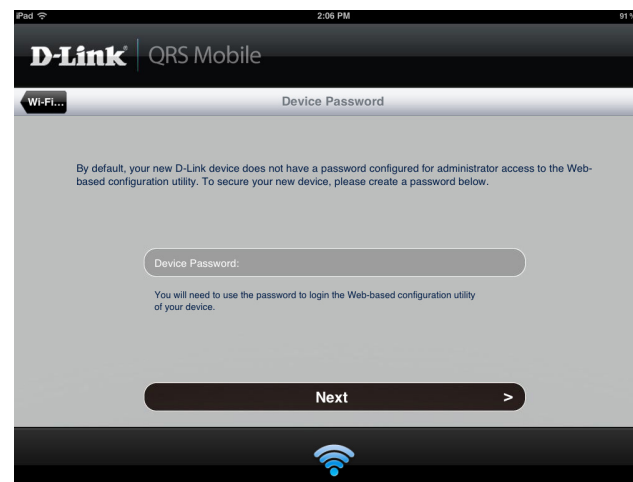 iPad 2:06 PM 91%
D-Link® QRS Mobile
Wi-Fi... Device Password
By default, your new D-Link device does not have a password configured for administrator access to the Web-
based configuration utility. To secure your new device, please create a password below.
Device Password:
You will need to use the password to login the Web-based configuration utility
of your device.
Next >